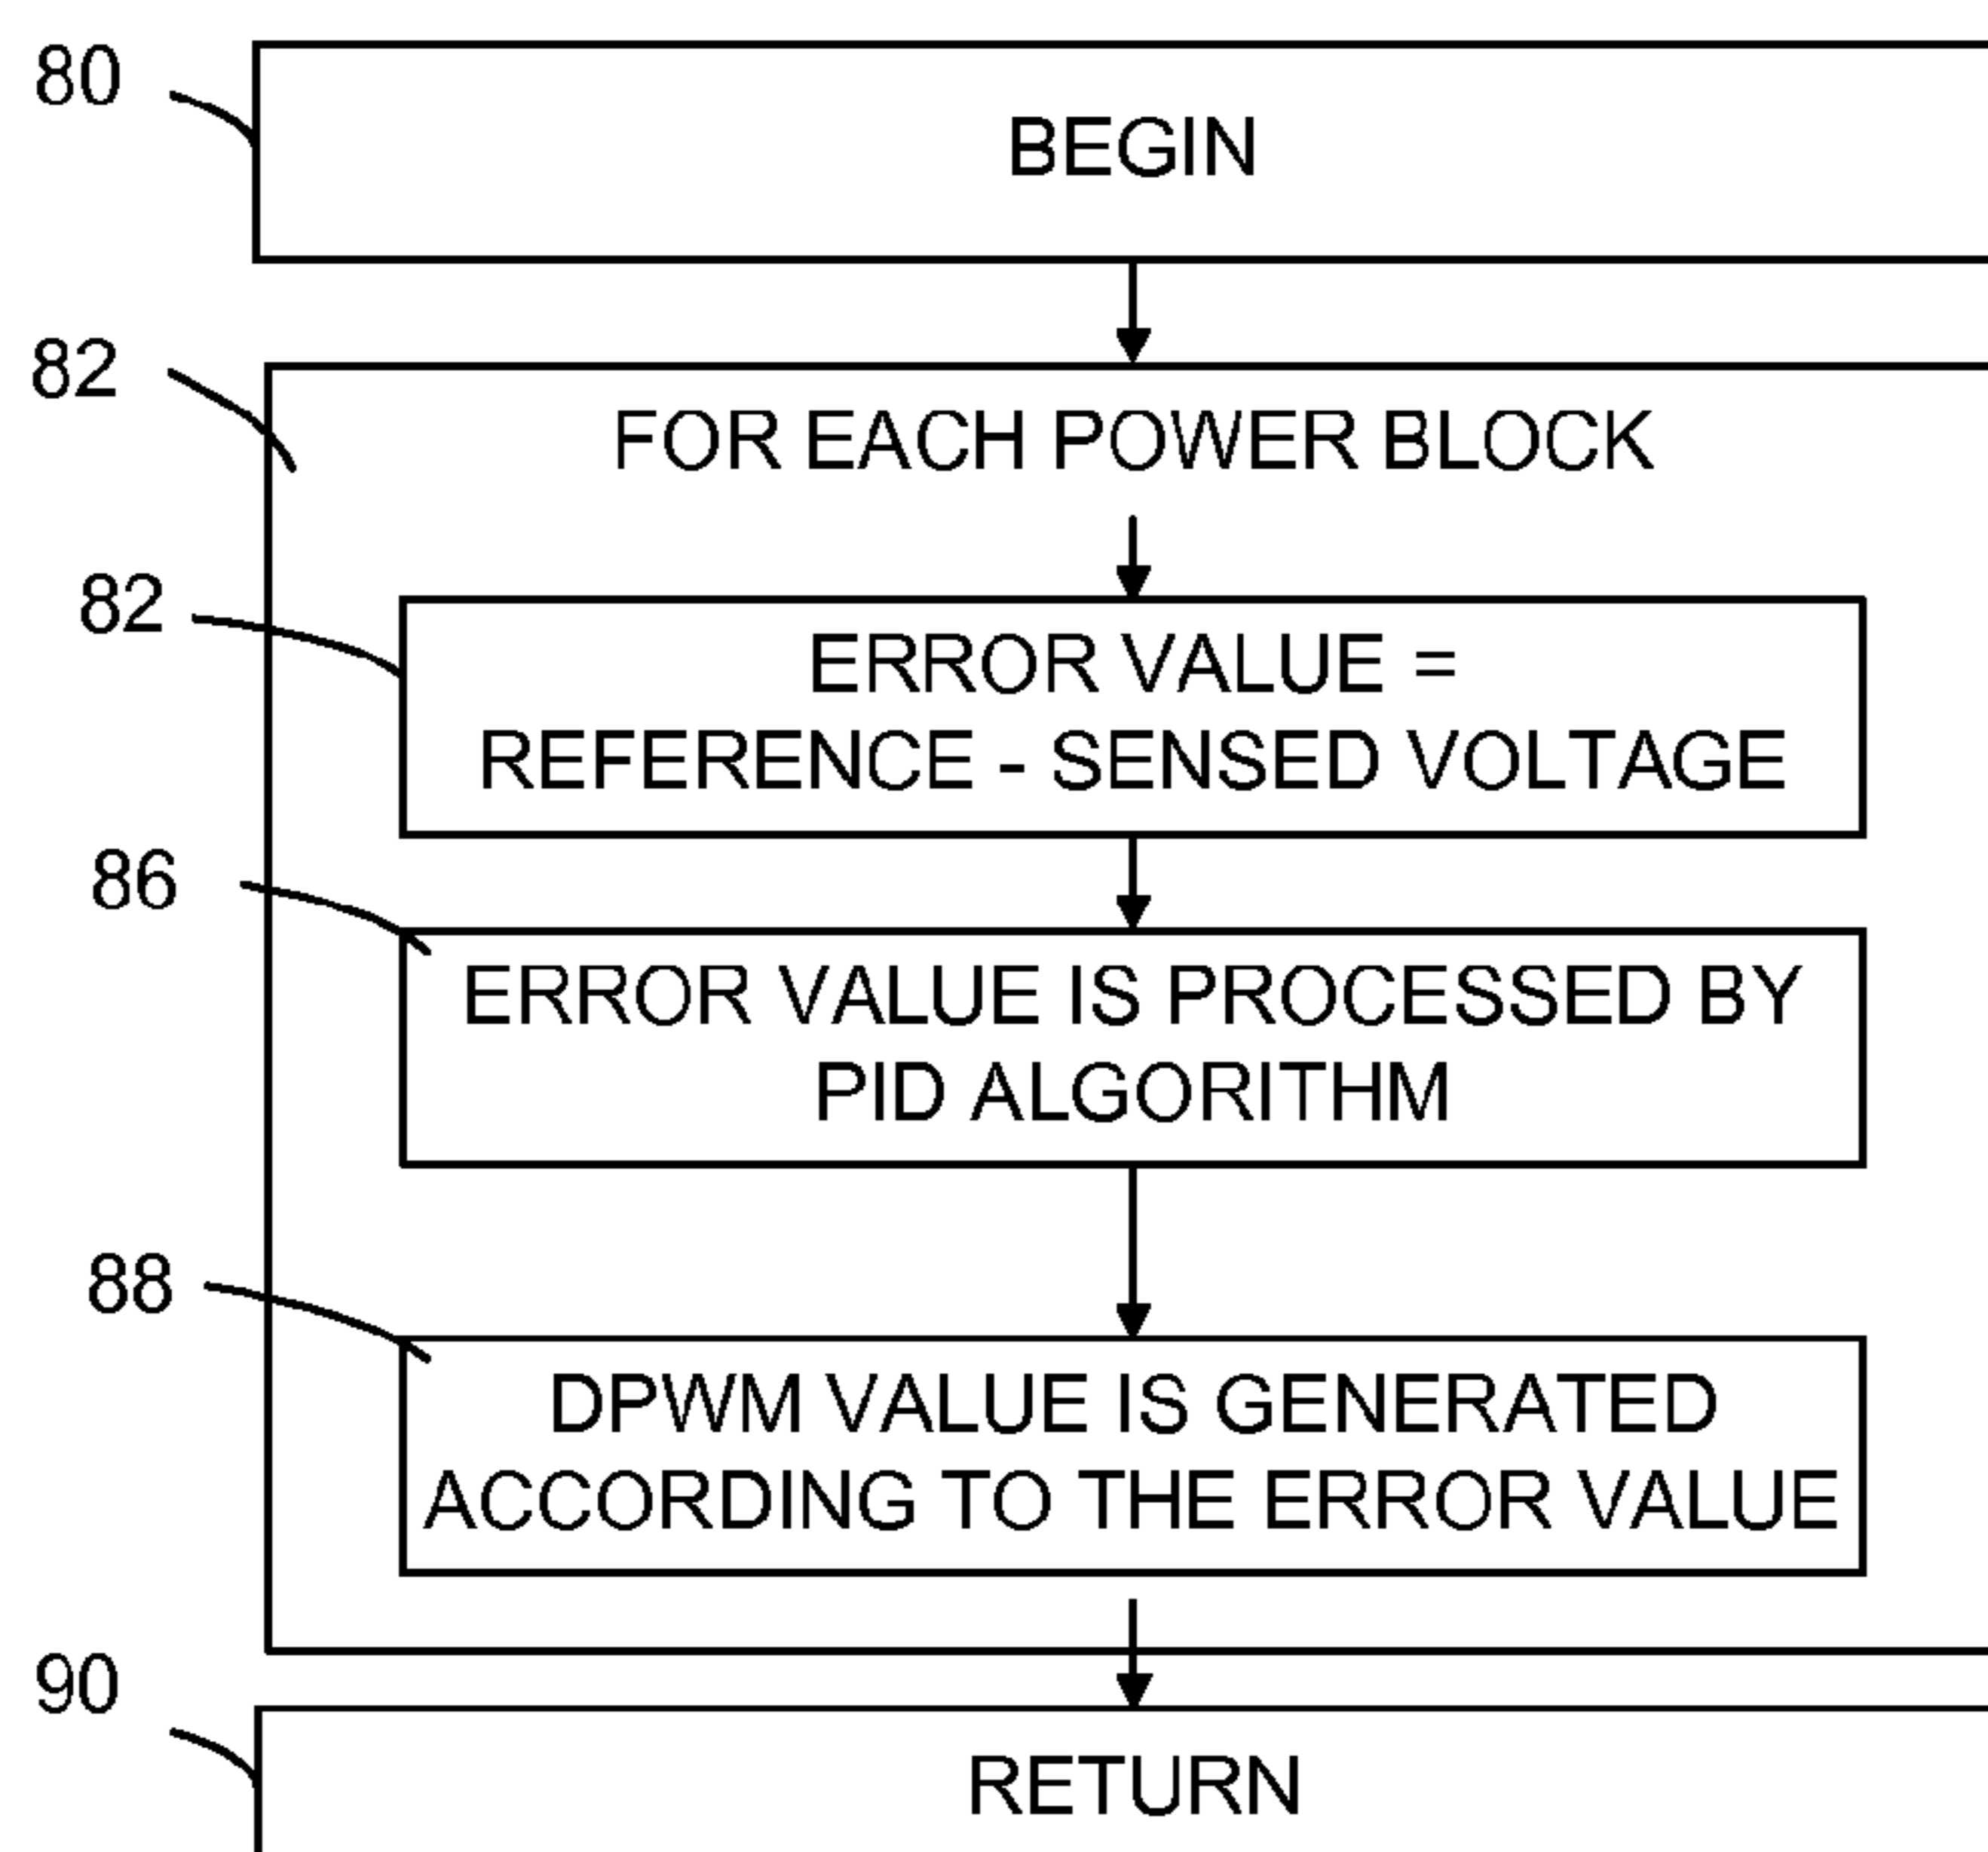 80
BEGIN
82
FOR EACH POWER BLOCK
82
ERROR VALUE =
REFERENCE - SENSED VOLTAGE
86
ERROR VALUE IS PROCESSED BY
PID ALGORITHM
88
DPWM VALUE IS GENERATED
ACCORDING TO THE ERROR VALUE
90
RETURN